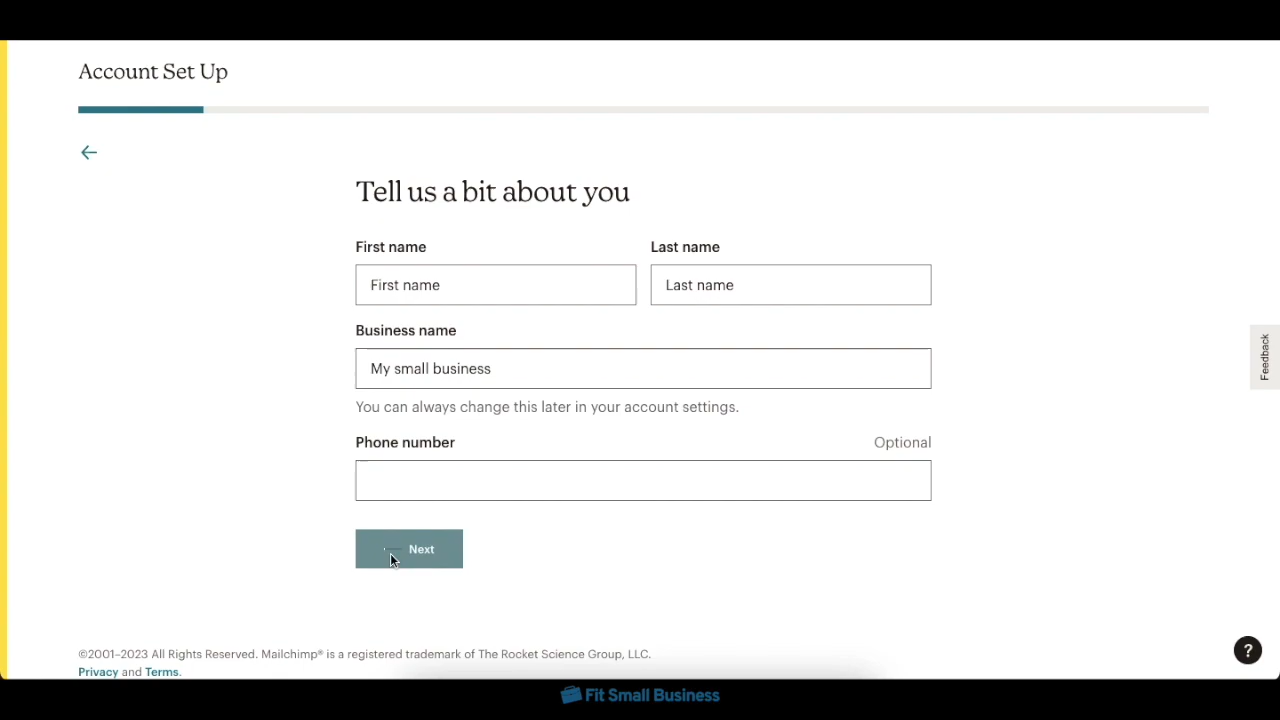 Account Set Up
Tell us a bit about you
First name Last name
First name Last name
Business name
My small business
You can always change this later in your account settings.
Phone number Optional
Next
Feedback
©2001–2023 All Rights Reserved. Mailchimp® is a registered trademark of The Rocket Science Group, LLC.
Privacy and Terms.
?
Fit Small Business